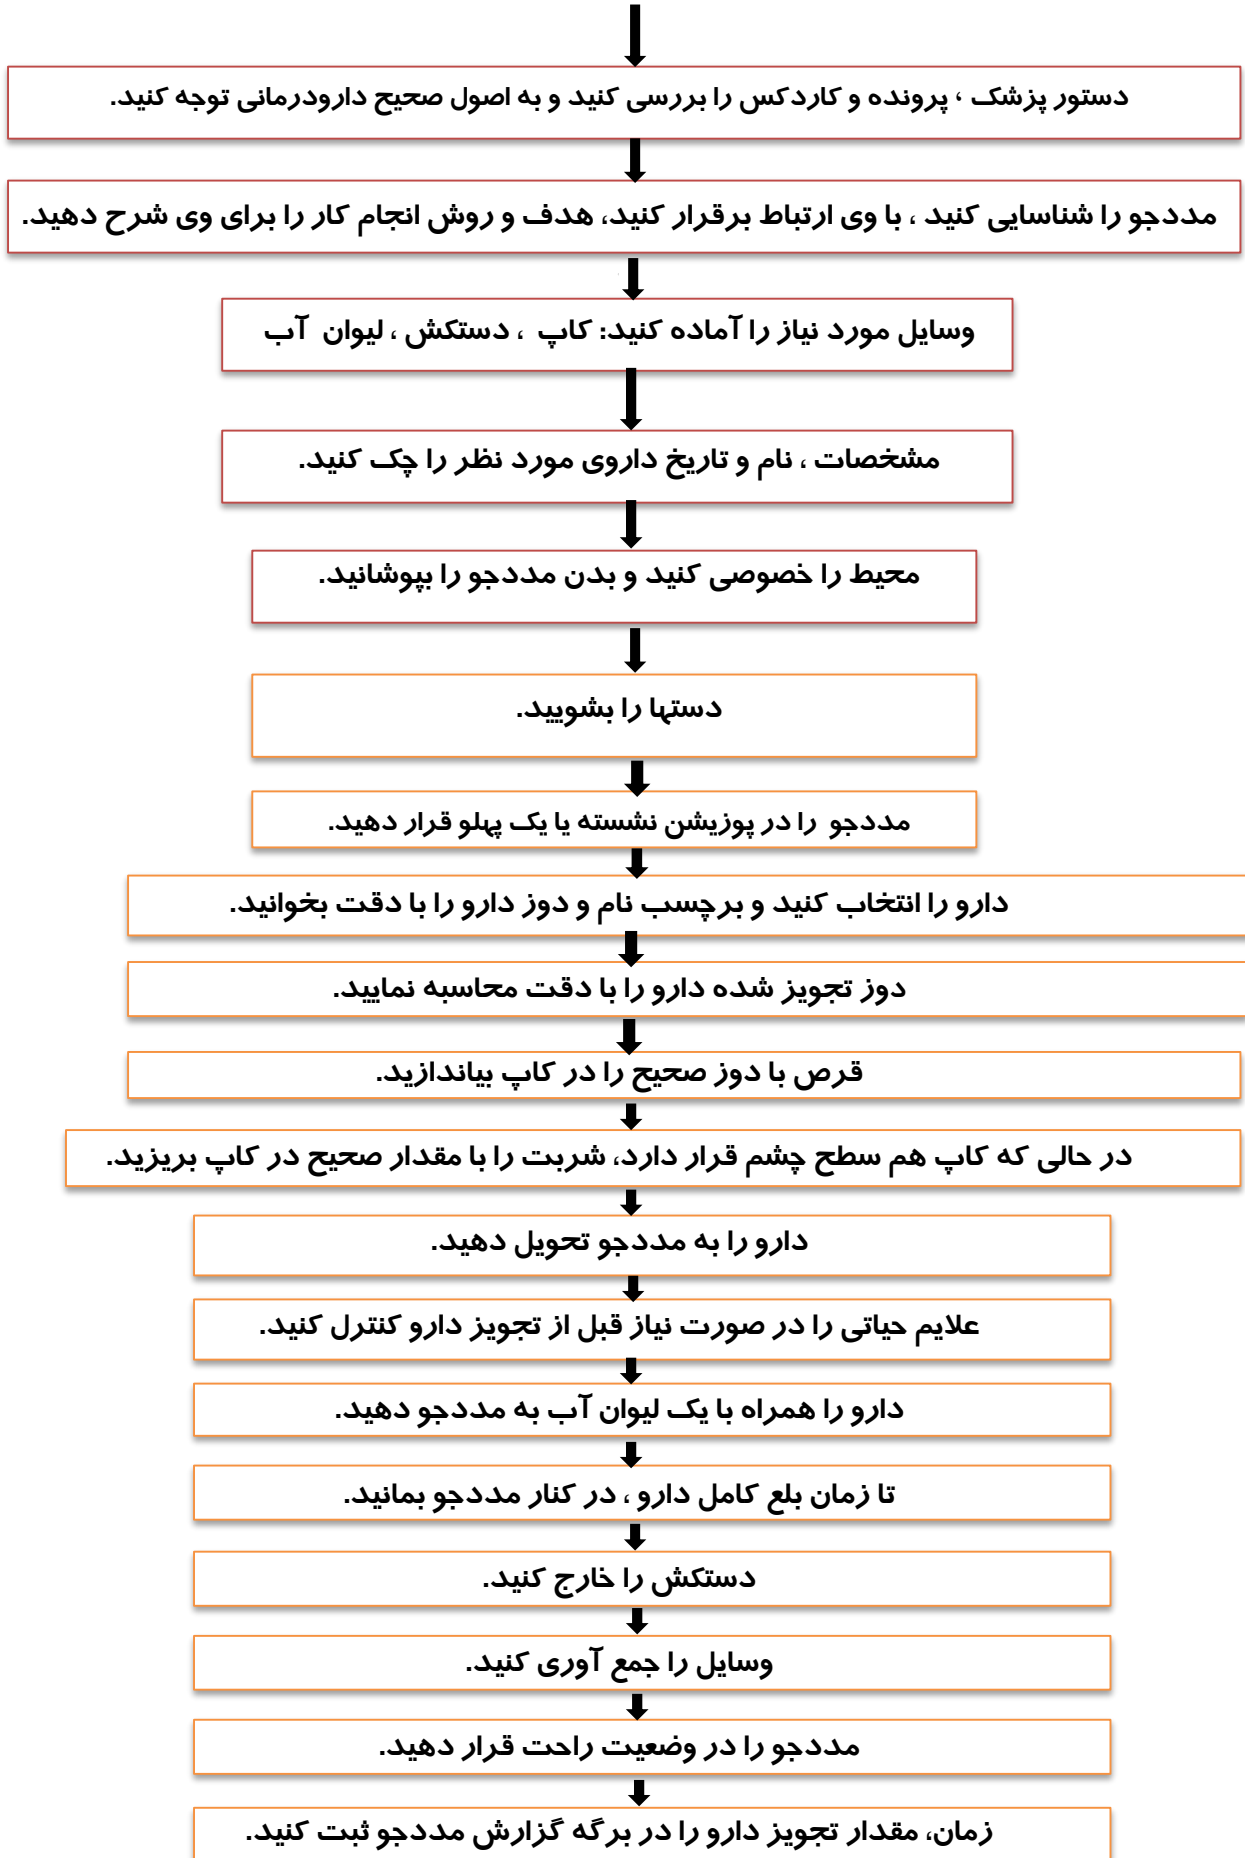 دستور پزشک ، پرونده و کاردکس را بررسی کنید و به اصول صحیح دارودرمانی توجه کنید.
مددجو را شناسایی کنید ، با وی ارتباط برقرار کنید، هدف و روش انجام کار را برای وی شرح دهید.
وسایل مورد نیاز را آماده کنید: کاپ ، دستکش ، لیوان آب
مشخصات ، نام و تاریخ داروی مورد نظر را چک کنید.
محیط را خصوصی کنید و بدن مددجو را بپوشانید.
دستها را بشویید.
مددجو را در پوزیشن نشسته یا یک پهلو قرار دهید.
دارو را انتخاب کنید و برچسب نام و دوز دارو را با دقت بخوانید.
دوز تجویز شده دارو را با دقت محاسبه نمایید.
قرص با دوز صحیح را در کاپ بیاندازید.
در حالی که کاپ هم سطح چشم قرار دارد، شربت را با مقدار صحیح در کاپ بریزید.
دارو را به مددجو تحویل دهید.
علایم حیاتی را در صورت نیاز قبل از تجویز دارو کنترل کنید.
دارو را همراه با یک لیوان آب به مددجو دهید.
تا زمان بلع کامل دارو ، در کنار مددجو بمانید.
دستکش را خارج کنید.
وسایل را جمع آوری کنید.
مددجو را در وضعیت راحت قرار دهید.
زمان، مقدار تجویز دارو را در برگه گزارش مددجو ثبت کنید.